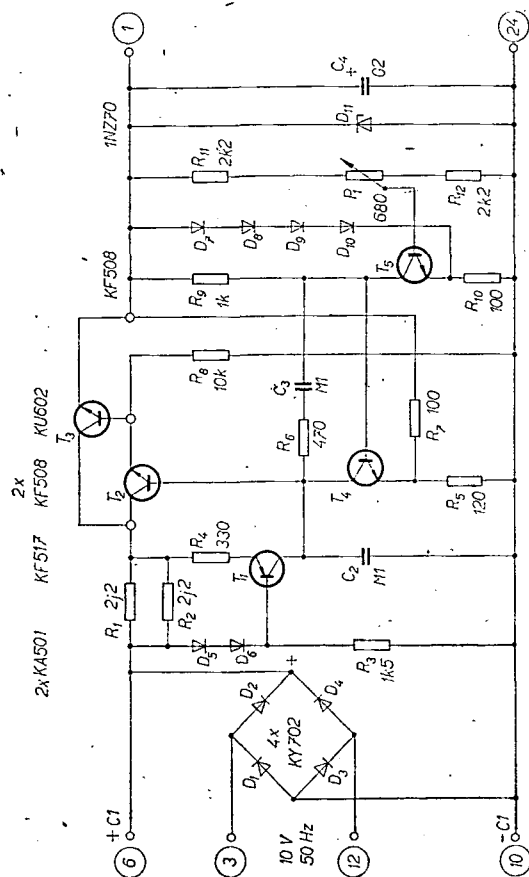 2x
2xKA501 KF517 KF508 KU602 KF508 1NZ70
T3
6 +C1
R1 2j2
R2 2j2
T2
1
D5
D6
R4 330
R8 10k
R9 1k
D7
D8
D9
D10
R11 2k2
P1 680
D11
C4 +
G2
3
D1
D2
4x KY702
D3
D4
+
10 V
50 Hz
12
T1
R6 470
C3 M1
T5
R3 1k5
C2 M1
T4
R7 100
R5 120
R10 100
R12 2k2
10 -C1
24